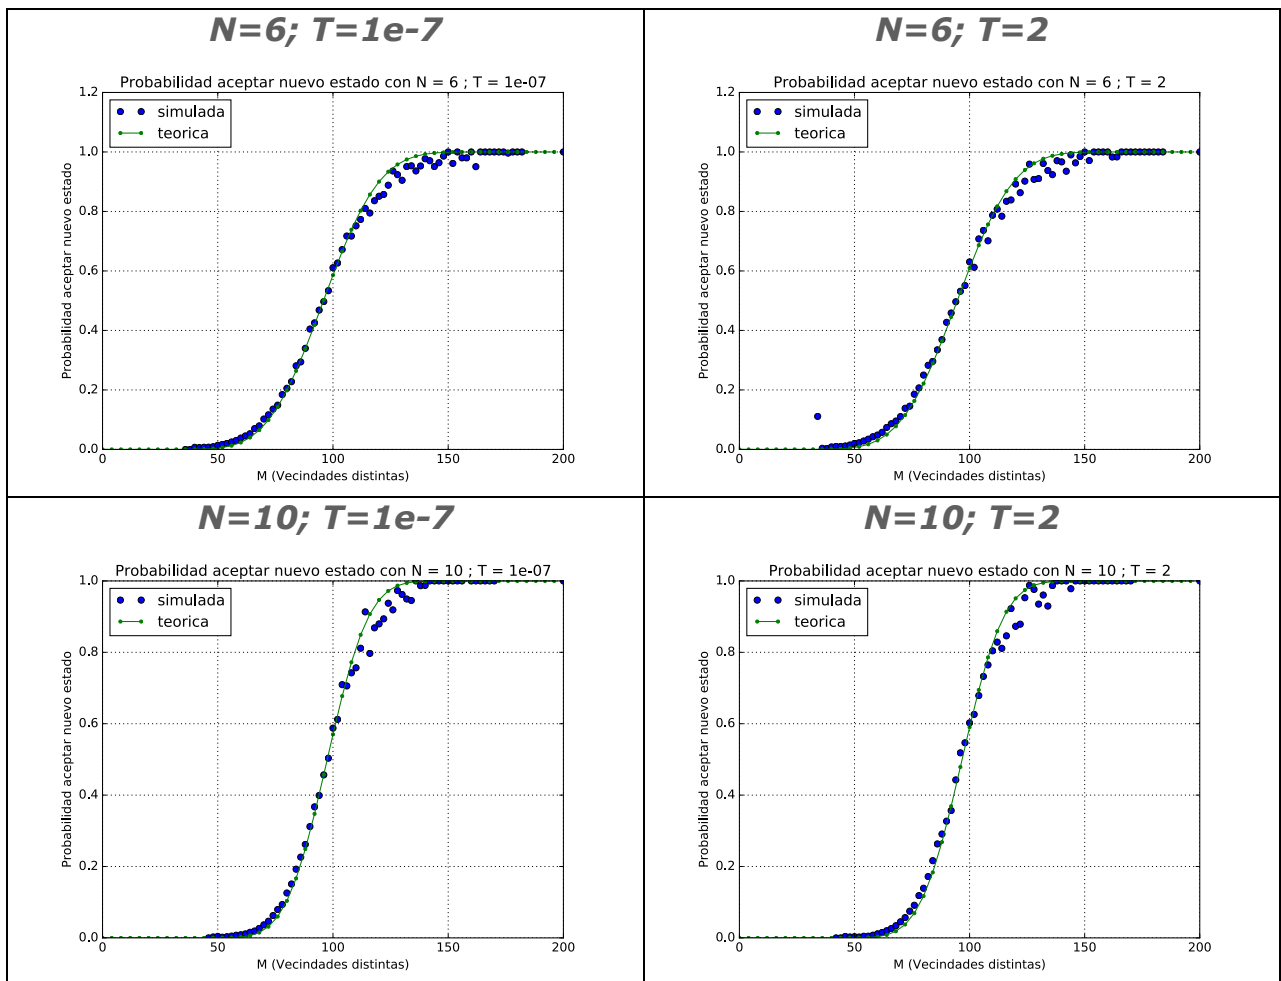 N=6; T=1e-7
Probabilidad aceptar nuevo estado con N = 6 ; T = 1e-07
1.2
1.0
0.8
0.6
0.4
0.2
0.0
Probabilidad aceptar nuevo estado
simulada
teorica
0 50 100 150 200
M (Vecindades distintas)
N=6; T=2
Probabilidad aceptar nuevo estado con N = 6 ; T = 2
1.2
1.0
0.8
0.6
0.4
0.2
0.0
Probabilidad aceptar nuevo estado
simulada
teorica
0 50 100 150 200
M (Vecindades distintas)
N=10; T=1e-7
Probabilidad aceptar nuevo estado con N = 10 ; T = 1e-07
1.0
0.8
0.6
0.4
0.2
0.0
Probabilidad aceptar nuevo estado
simulada
teorica
0 50 100 150 200
M (Vecindades distintas)
N=10; T=2
Probabilidad aceptar nuevo estado con N = 10 ; T = 2
1.0
0.8
0.6
0.4
0.2
0.0
Probabilidad aceptar nuevo estado
simulada
teorica
0 50 100 150 200
M (Vecindades distintas)